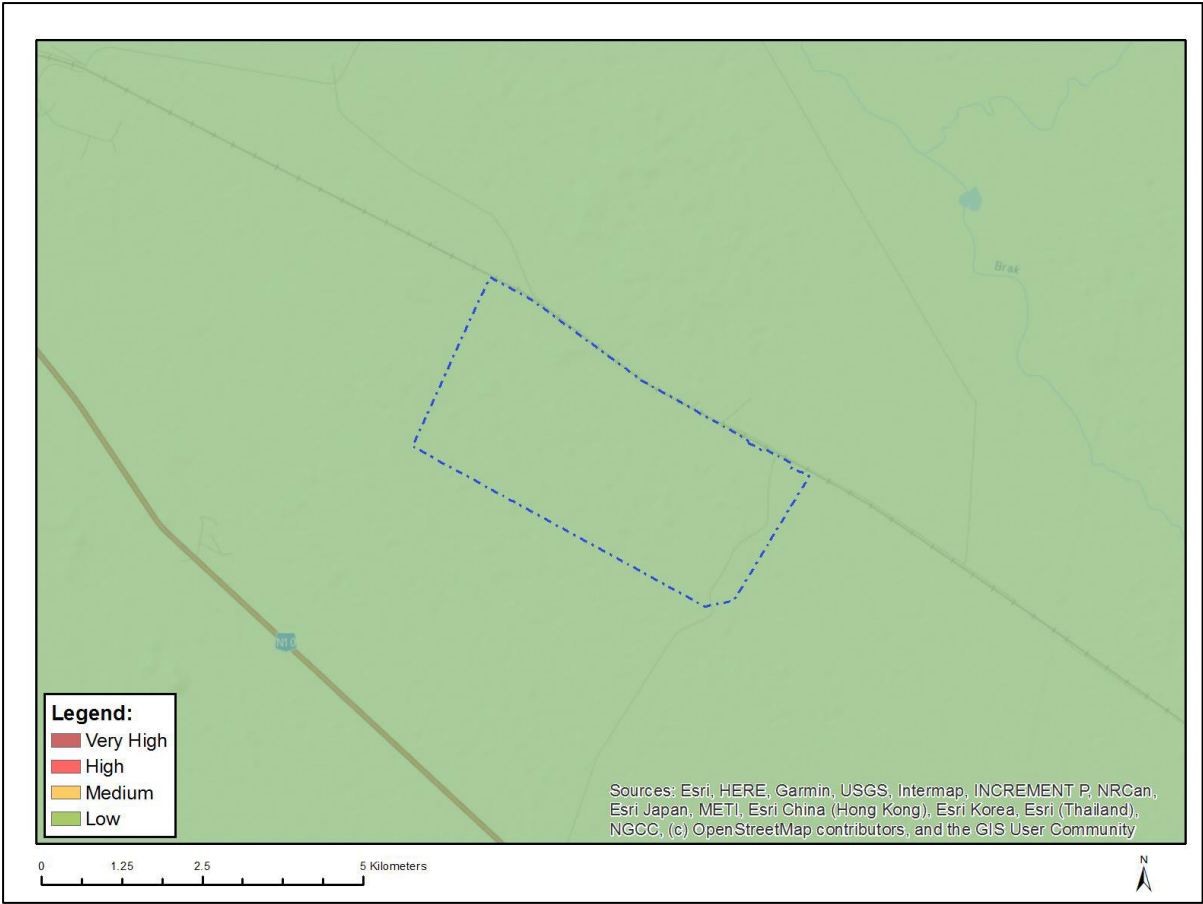 Brak
N10
Legend:
Very High
High
Medium
Low
Sources: Esri, HERE, Garmin, USGS, Intermap, INCREMENT P, NRCan,
Esri Japan, METI, Esri China (Hong Kong), Esri Korea, Esri (Thailand),
NGCC, (c) OpenStreetMap contributors, and the GIS User Community
0 1.25 2.5 5 Kilometers
N